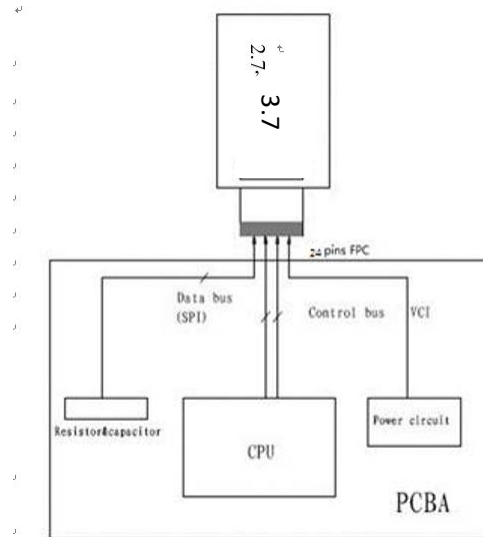 2.7,
3.7
24 pins FPC
Data bus
(SPI)
Control bus
VCI
Resistor&capacitor
CPU
Power circuit
PCBA